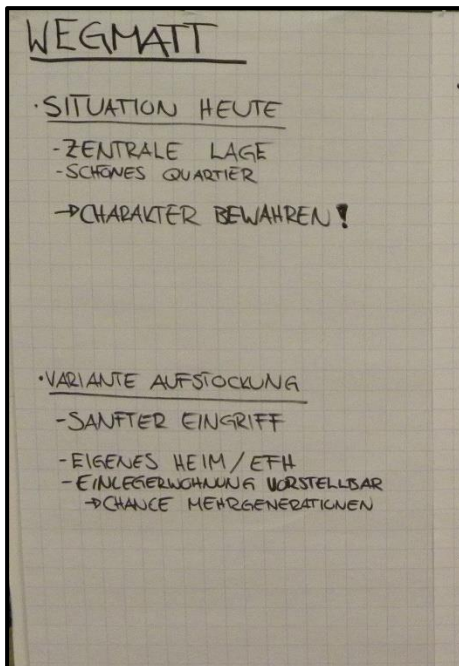 WEGMATT
· SITUATION HEUTE
- ZENTRALE LAGE
- SCHÖNES QUARTIER
→ CHARAKTER BEWAHREN!
· VARIANTE AUFSTOCKUNG
- SANFTER EINGRIFF
- EIGENES HEIM / EFH
- EINLEGERWOHNUNG VORSTELLBAR
→ CHANCE MEHRGENERATIONEN